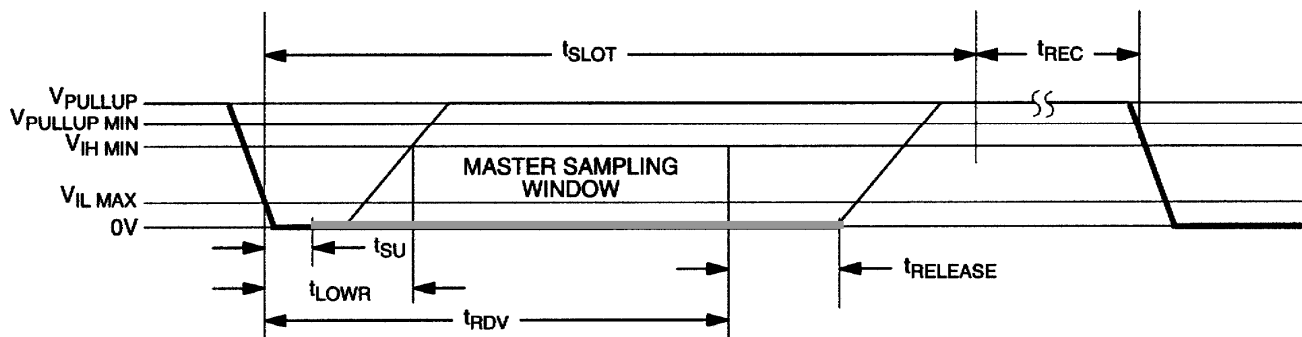 tSLOT
tREC
VPULLUP
VPULLUP MIN
VIH MIN
MASTER SAMPLING
WINDOW
VIL MAX
0V
tSU
tRELEASE
tLOWR
tRDV